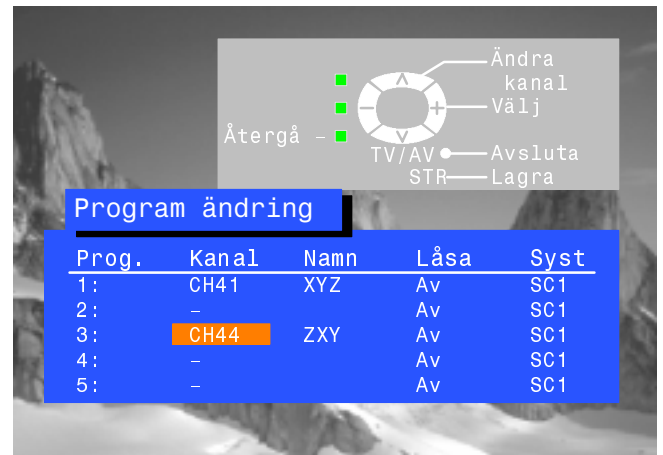 Ändra
kanal
Välj
Återgå –
TV/AV Avsluta
STR Lagra
Program ändring
Prog. Kanal Namn Låsa Syst
1: CH41 XYZ Av SC1
2: – Av SC1
3: CH44 ZXY Av SC1
4: – Av SC1
5: – Av SC1